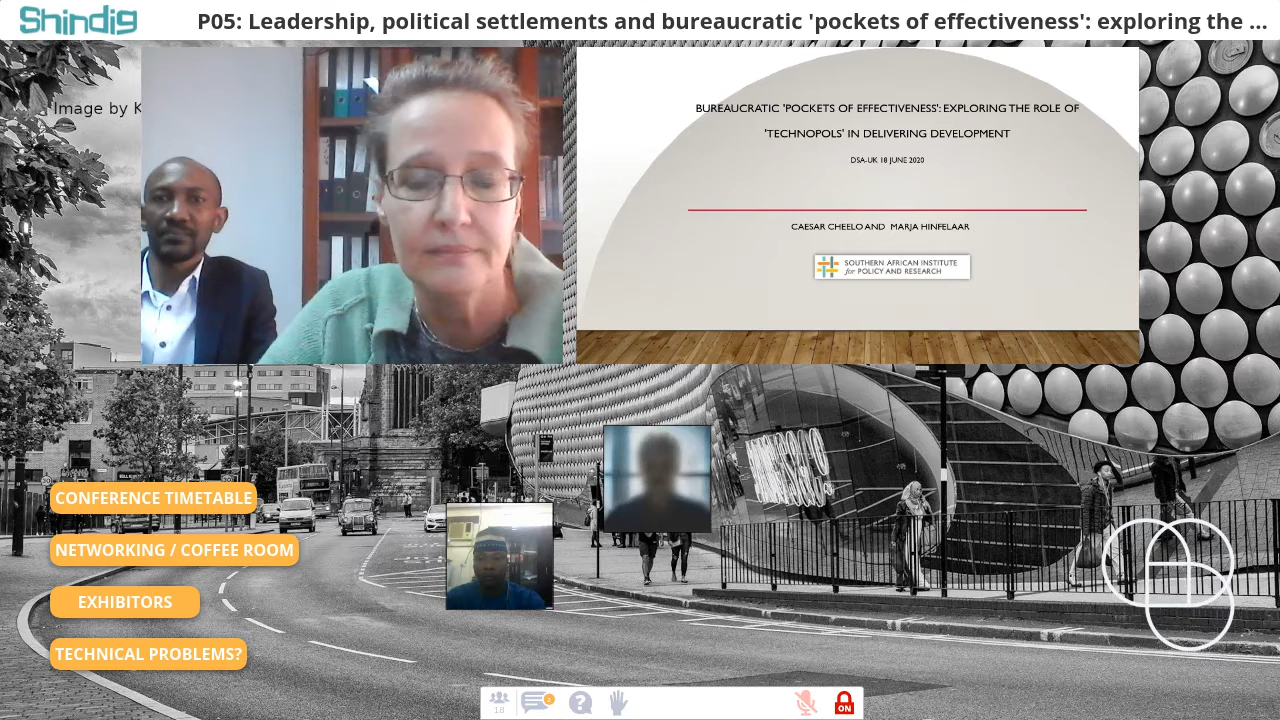 Shindig
P05: Leadership, political settlements and bureaucratic 'pockets of effectiveness': exploring the ...
Image by K
BUREAUCRATIC 'POCKETS OF EFFECTIVENESS': EXPLORING THE ROLE OF
'TECHNOPOLS' IN DELIVERING DEVELOPMENT
DSA-UK 18 JUNE 2020
CAESAR CHEELO AND MARJA HINFELAAR
SOUTHERN AFRICAN INSTITUTE
for POLICY AND RESEARCH
CONFERENCE TIMETABLE
NETWORKING / COFFEE ROOM
EXHIBITORS
TECHNICAL PROBLEMS?
18
ON